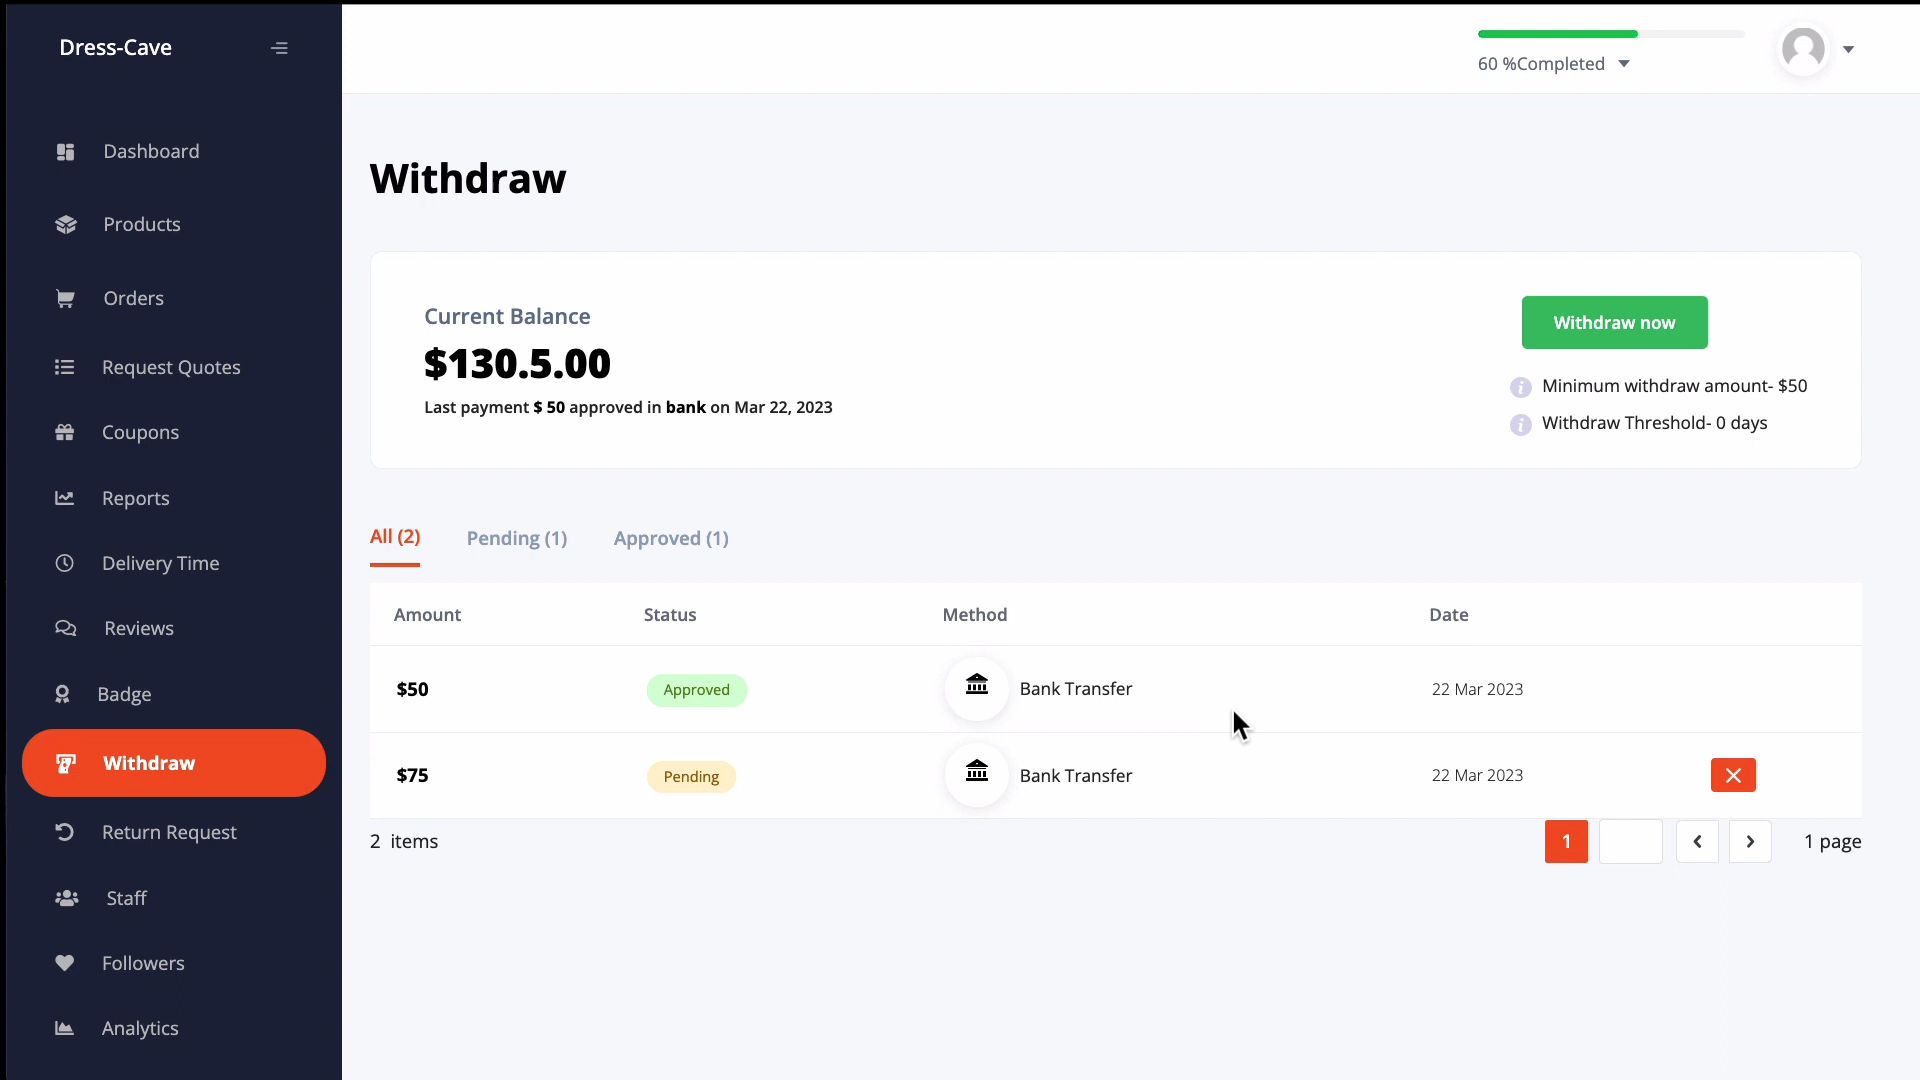 Dress-Cave
60 %Completed
Dashboard
Products
Orders
Request Quotes
Coupons
Reports
Delivery Time
Reviews
Badge
Withdraw
Return Request
Staff
Followers
Analytics
Withdraw
Current Balance
$130.5.00
Last payment $ 50 approved in bank on Mar 22, 2023
Withdraw now
Minimum withdraw amount- $50
Withdraw Threshold- 0 days
All (2) Pending (1) Approved (1)
Amount Status Method Date
$50 Approved Bank Transfer 22 Mar 2023
$75 Pending Bank Transfer 22 Mar 2023
2 items 1 1 page